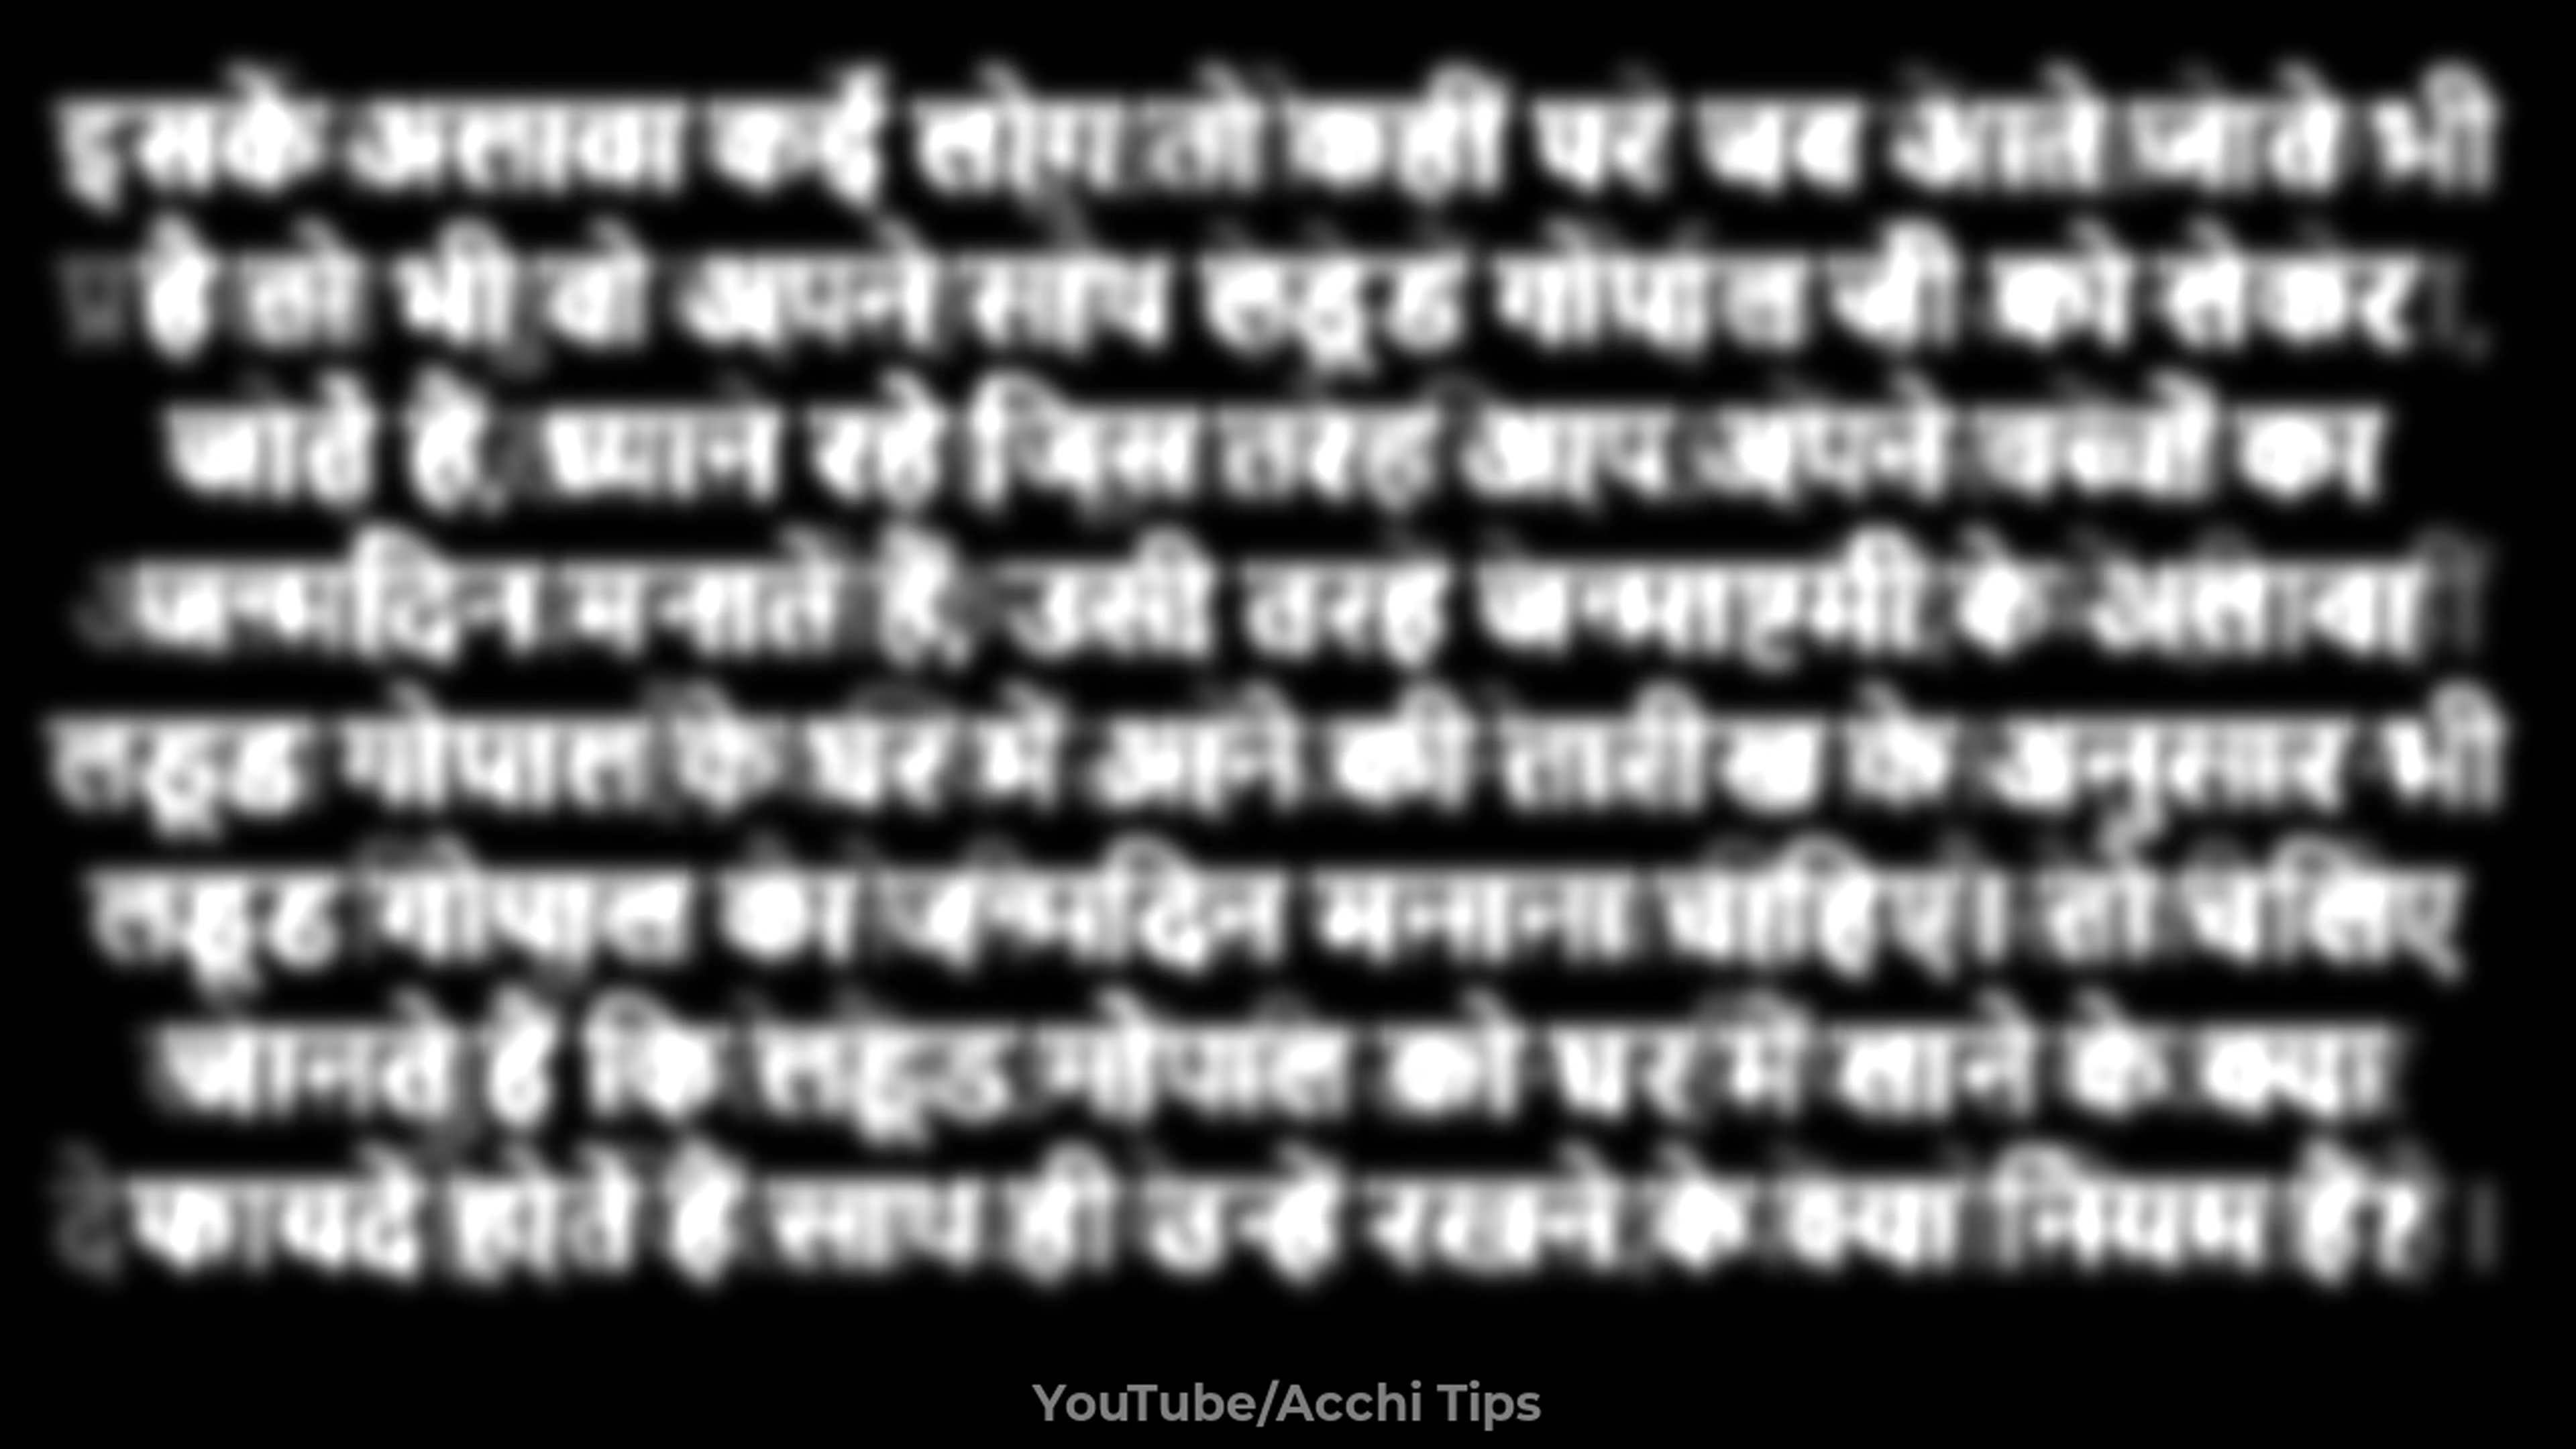 इसके अलावा कई लोग तो कहीं पर जब आते जाते भी
है तो भी वो अपने साथ लड्डू गोपाल जी को लेकर
जाते है, ध्यान रहे जिस तरह आप अपने बच्चों का
जन्मदिन मनाते है, उसी तरह जन्माष्टमी के अलावा
लड्डू गोपाल के घर में आने की तारीख के अनुसार भी
लड्डू गोपाल का जन्मदिन मनाना चाहिए। तो चलिए
जानते है कि लड्डू गोपाल को घर में लाने के क्या
फायदे होते है साथ ही उन्हें रखने के क्या नियम है?
YouTube/Acchi Tips